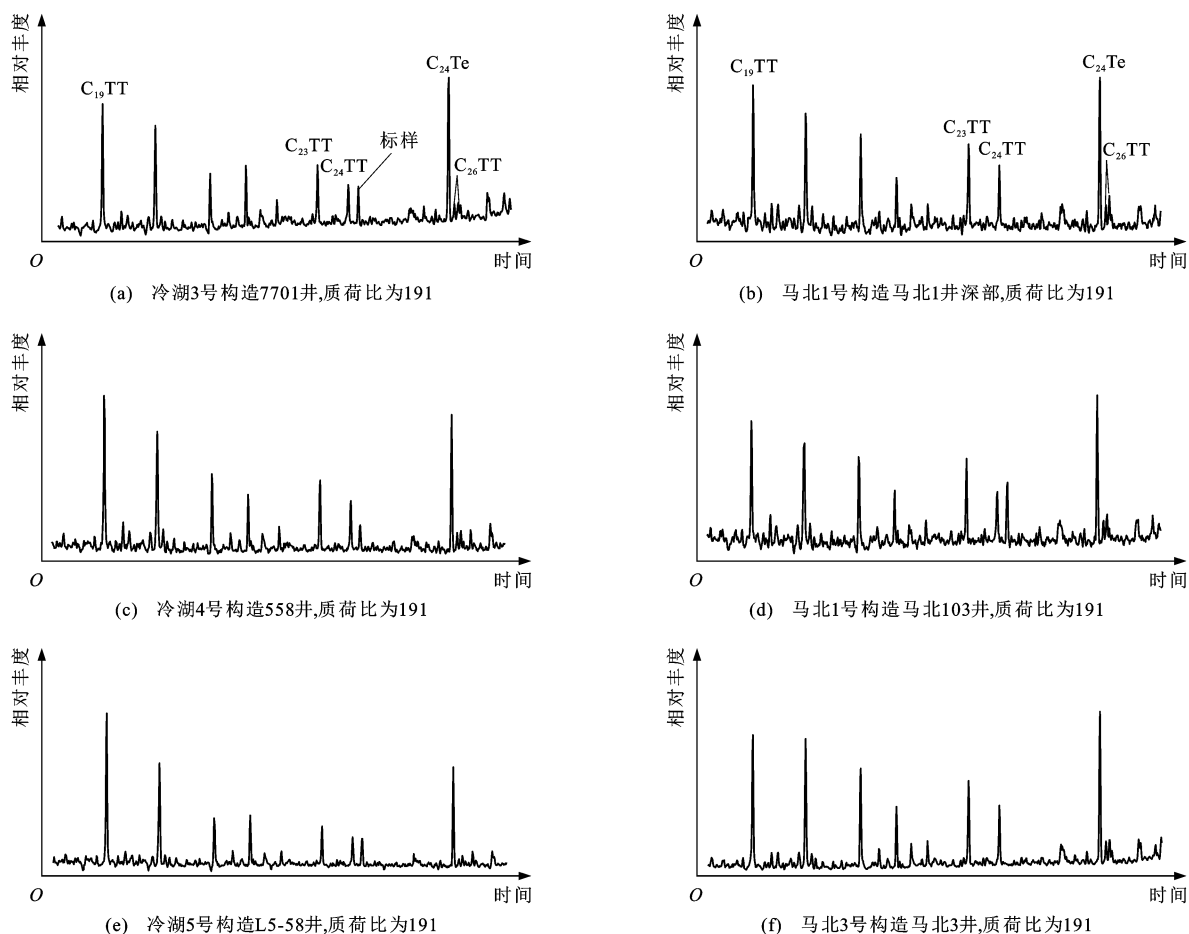 相对丰度
C₁₉TT
C₂₃TT
C₂₄TT
标样
C₂₄Te
C₂₆TT
O
时间
(a) 冷湖3号构造7701井,质荷比为191
相对丰度
C₁₉TT
C₂₃TT
C₂₄TT
C₂₄Te
C₂₆TT
O
时间
(b) 马北1号构造马北1井深部,质荷比为191
相对丰度
O
时间
(c) 冷湖4号构造558井,质荷比为191
相对丰度
O
时间
(d) 马北1号构造马北103井,质荷比为191
相对丰度
O
时间
(e) 冷湖5号构造L5-58井,质荷比为191
相对丰度
O
时间
(f) 马北3号构造马北3井,质荷比为191